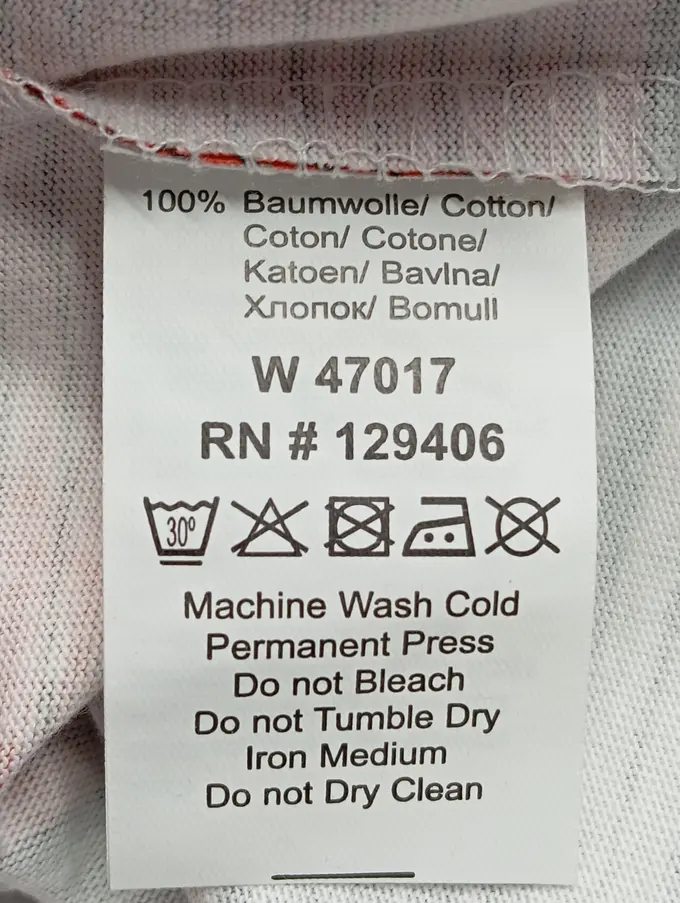 100% Baumwolle/ Cotton/
Coton/ Cotone/
Katoen/ Bavlna/
Хлопок/ Bomull
W 47017
RN # 129406
30°
Machine Wash Cold
Permanent Press
Do not Bleach
Do not Tumble Dry
Iron Medium
Do not Dry Clean